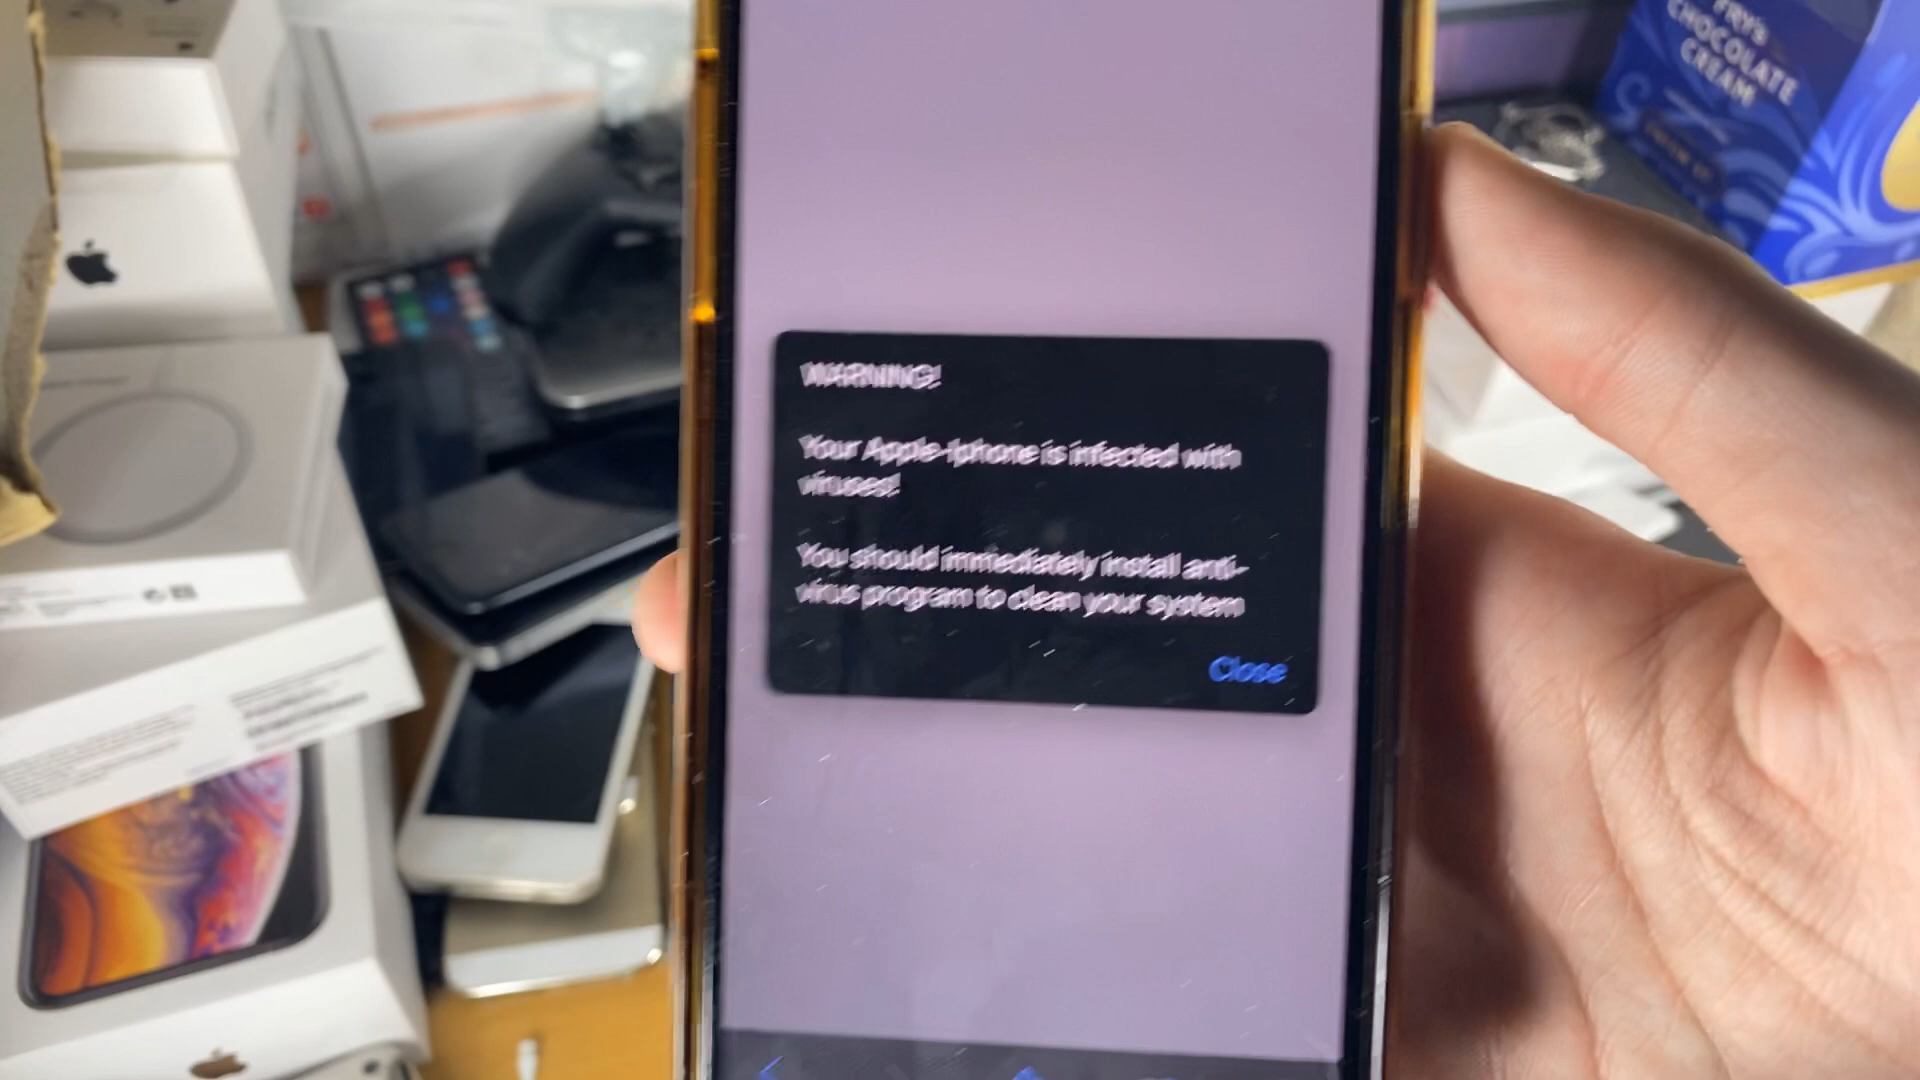 FRY'S
CHOCOLATE
CREAM
WARNING!
Your Apple-Iphone is infected with
viruses!
You should immediately install anti-
virus program to clean your system
Close